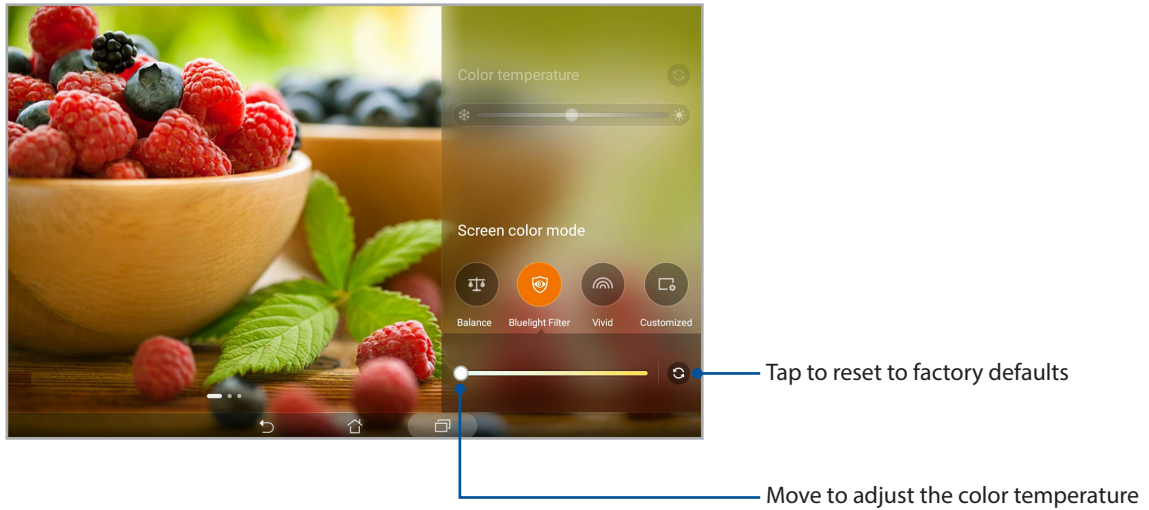 Color temperature
Screen color mode
Balance Bluelight Filter Vivid Customized
Tap to reset to factory defaults
Move to adjust the color temperature